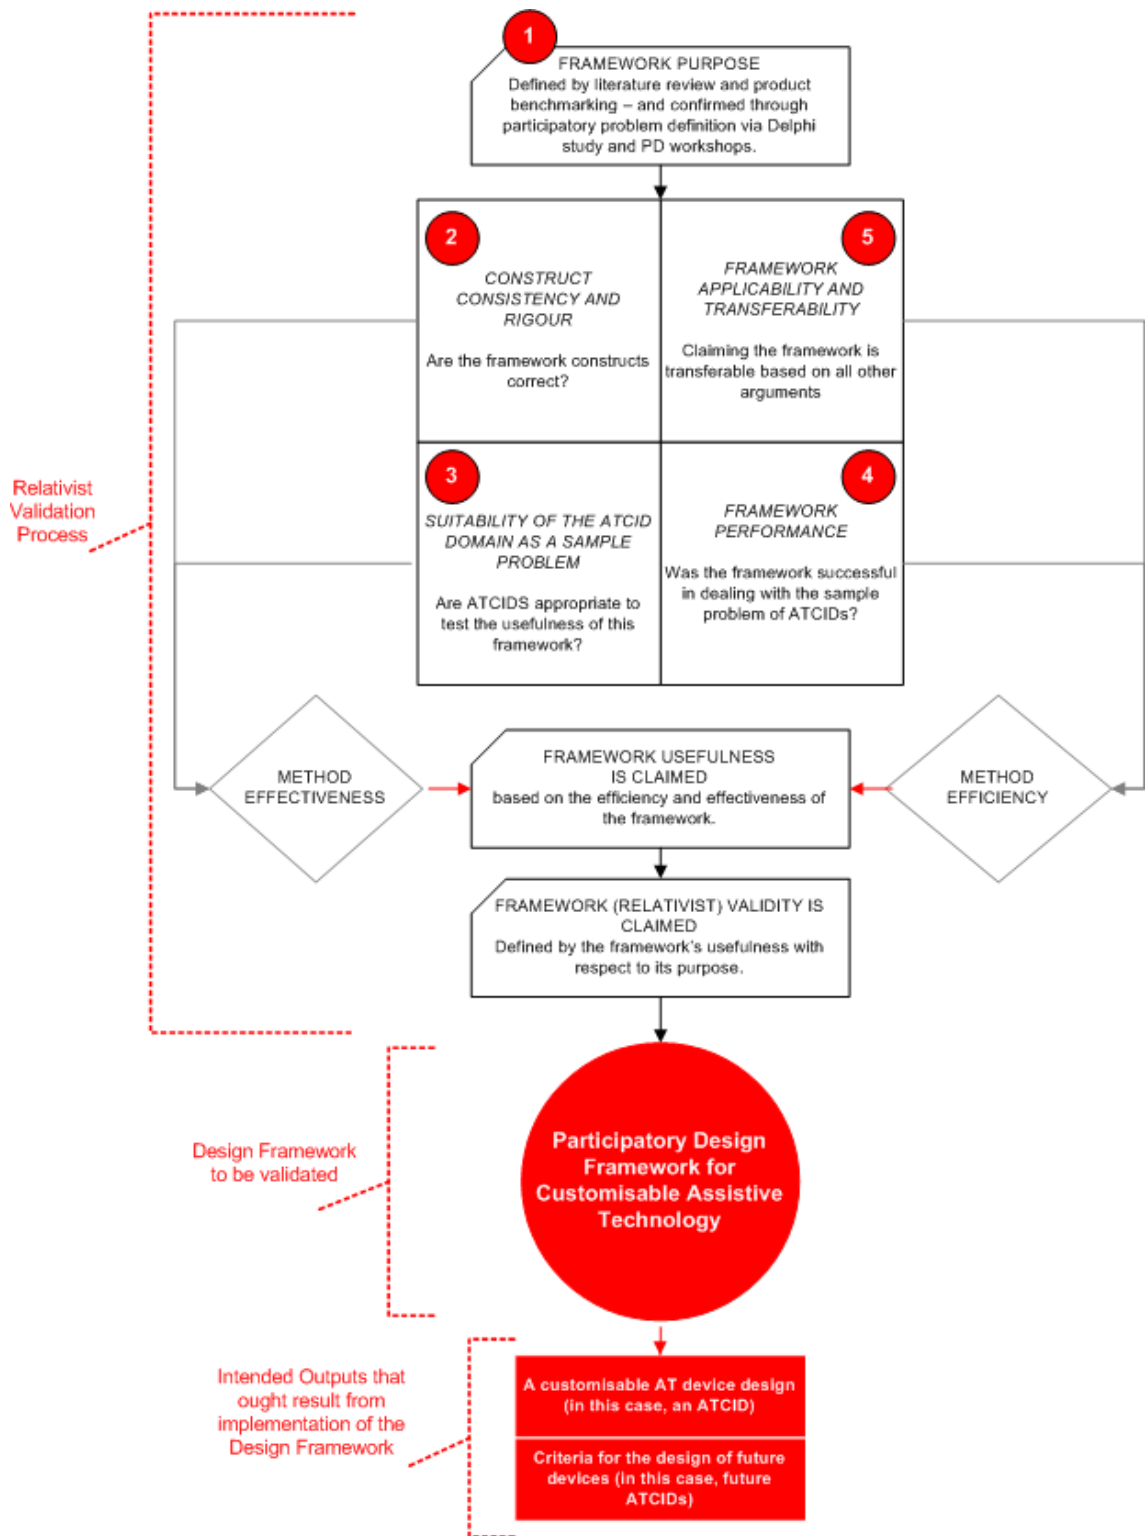 1
FRAMEWORK PURPOSE
Defined by literature review and product
benchmarking – and confirmed through
participatory problem definition via Delphi
study and PD workshops.
2
CONSTRUCT
CONSISTENCY AND
RIGOUR
Are the framework constructs
correct?
5
FRAMEWORK
APPLICABILITY AND
TRANSFERABILITY
Claiming the framework is
transferable based on all other
arguments
3
SUITABILITY OF THE ATCID
DOMAIN AS A SAMPLE
PROBLEM
Are ATCIDS appropriate to
test the usefulness of this
framework?
4
FRAMEWORK
PERFORMANCE
Was the framework successful
in dealing with the sample
problem of ATCIDs?
Relativist
Validation
Process
METHOD
EFFECTIVENESS
FRAMEWORK USEFULNESS
IS CLAIMED
based on the efficiency and effectiveness of
the framework.
METHOD
EFFICIENCY
FRAMEWORK (RELATIVIST) VALIDITY IS
CLAIMED
Defined by the framework's usefulness with
respect to its purpose.
Design Framework
to be validated
Participatory Design
Framework for
Customisable Assistive
Technology
Intended Outputs that
ought result from
implementation of the
Design Framework
A customisable AT device design
(in this case, an ATCID)
Criteria for the design of future
devices (in this case, future
ATCIDs)